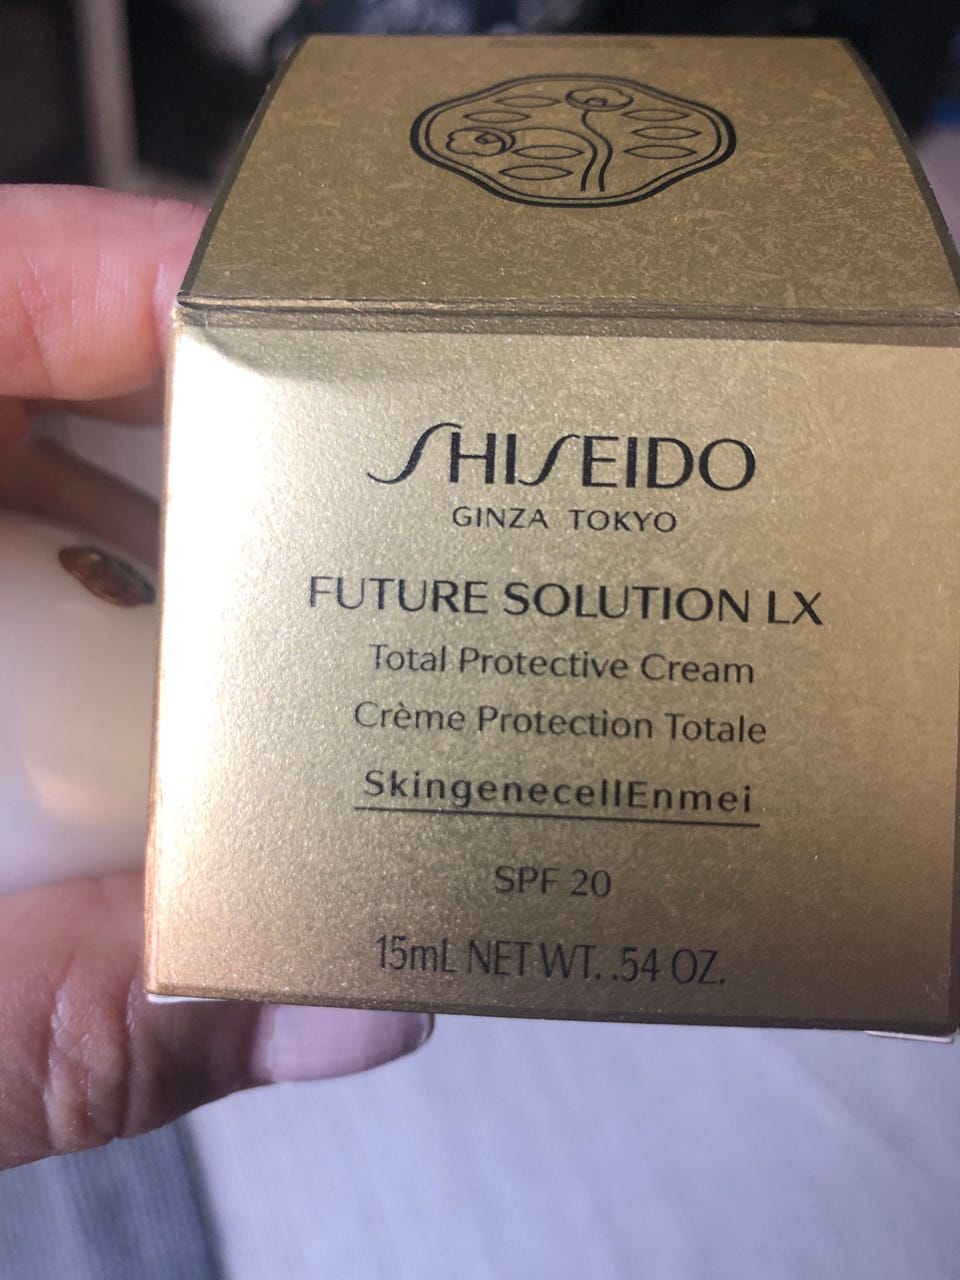 SHISEIDO
GINZA TOKYO
FUTURE SOLUTION LX
Total Protective Cream
Crème Protection Totale
SkingenecellEnmei
SPF 20
15mL NET WT. .54 OZ.